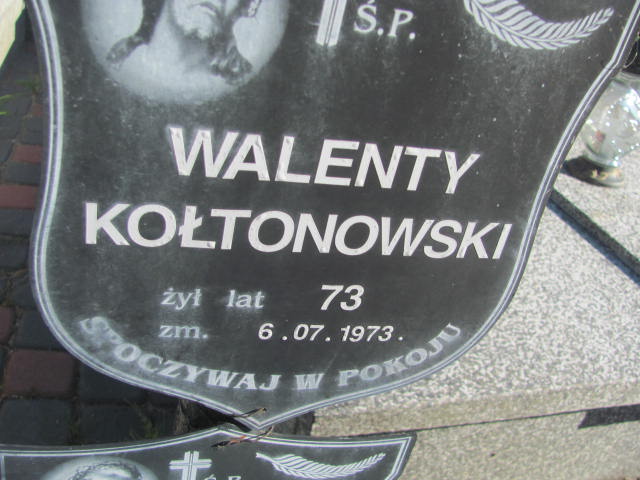 Ś.P.
WALENTY
KOŁTONOWSKI
żył lat 73
zm. 6.07.1973.
SPOCZYWAJ W POKOJU
Ś.P.